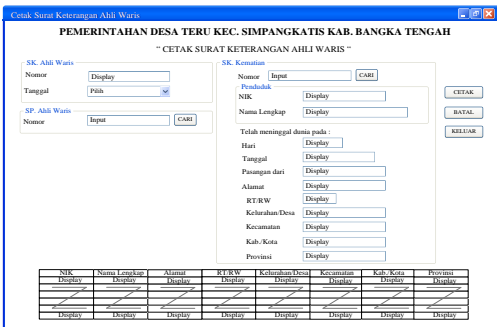 Cetak Surat Keterangan Ahli Waris
PEMERINTAHAN DESA TERU KEC. SIMPANGKATIS KAB. BANGKA TENGAH
“ CETAK SURAT KETERANGAN AHLI WARIS “
SK. Ahli Waris
Nomor Display
Tanggal Pilih
SP. Ahli Waris
Nomor Input CARI
SK. Kematian
Nomor Input CARI
Penduduk
NIK Display
Nama Lengkap Display
Telah meninggal dunia pada :
Hari Display
Tanggal Display
Pasangan dari Display
Alamat Display
RT/RW Display
Kelurahan/Desa Display
Kecamatan Display
Kab./Kota Display
Provinsi Display
CETAK
BATAL
KELUAR
NIK Nama Lengkap Alamat RT/RW Kelurahan/Desa Kecamatan Kab./Kota Provinsi
Display Display Display Display Display Display Display Display
Display Display Display Display Display Display Display Display